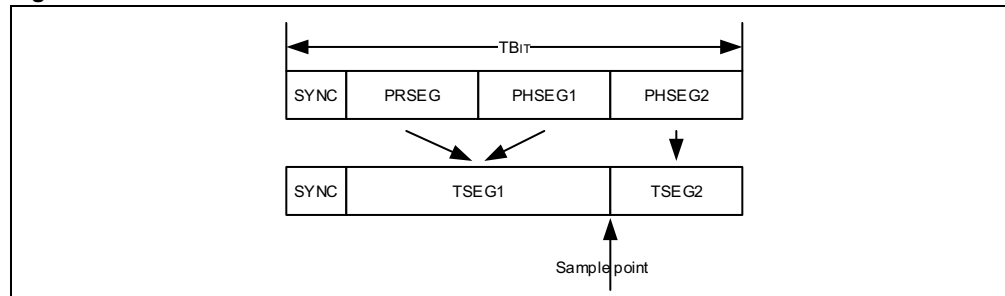 TBIT
SYNC PRSEG PHSEG1 PHSEG2
SYNC TSEG1 TSEG2
Sample point